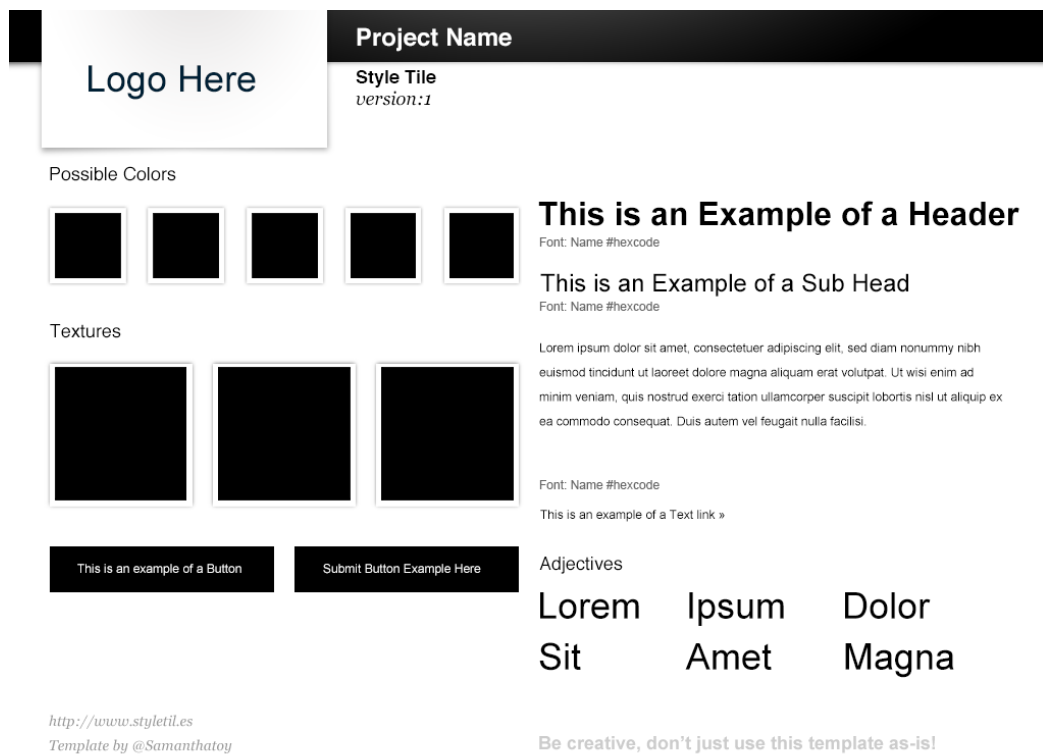 Logo Here
Project Name
Style Tile
version:1
Possible Colors
Textures
This is an example of a Button
Submit Button Example Here
This is an Example of a Header
Font: Name #hexcode
This is an Example of a Sub Head
Font: Name #hexcode
Lorem ipsum dolor sit amet, consectetuer adipiscing elit, sed diam nonummy nibh
euismod tincidunt ut laoreet dolore magna aliquam erat volutpat. Ut wisi enim ad
minim veniam, quis nostrud exerci tation ullamcorper suscipit lobortis nisl ut aliquip ex
ea commodo consequat. Duis autem vel feugait nulla facilisi.
Font: Name #hexcode
This is an example of a Text link »
Adjectives
Lorem Ipsum Dolor
Sit Amet Magna
http://www.styletil.es
Template by @Samanthatoy
Be creative, don’t just use this template as-is!